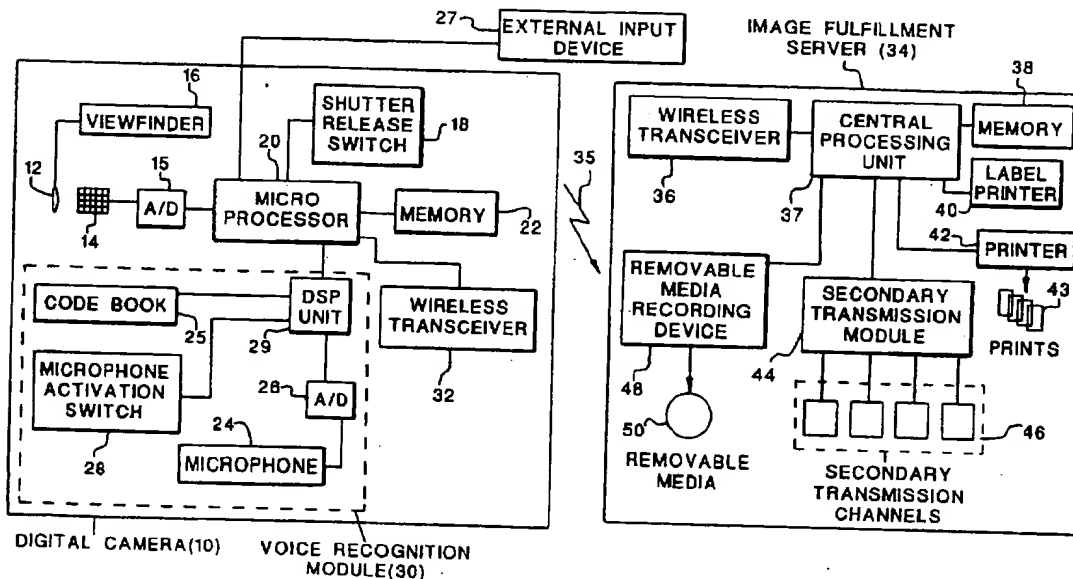 27
EXTERNAL INPUT
DEVICE
IMAGE FULFILLMENT
SERVER (34)
16
VIEWFINDER
SHUTTER
RELEASE
SWITCH
18
12
14
15
A/D
20
MICRO
PROCESSOR
MEMORY
22
CODE BOOK
25
DSP
UNIT
29
WIRELESS
TRANSCEIVER
32
MICROPHONE
ACTIVATION
SWITCH
28
26
A/D
24
MICROPHONE
DIGITAL CAMERA(10)
VOICE RECOGNITION
MODULE(30)
35
WIRELESS
TRANSCEIVER
36
CENTRAL
PROCESSING
UNIT
37
38
MEMORY
LABEL
PRINTER
40
42
PRINTER
43
PRINTS
REMOVABLE
MEDIA
RECORDING
DEVICE
48
SECONDARY
TRANSMISSION
MODULE
44
50
REMOVABLE
MEDIA
46
SECONDARY
TRANSMISSION
CHANNELS